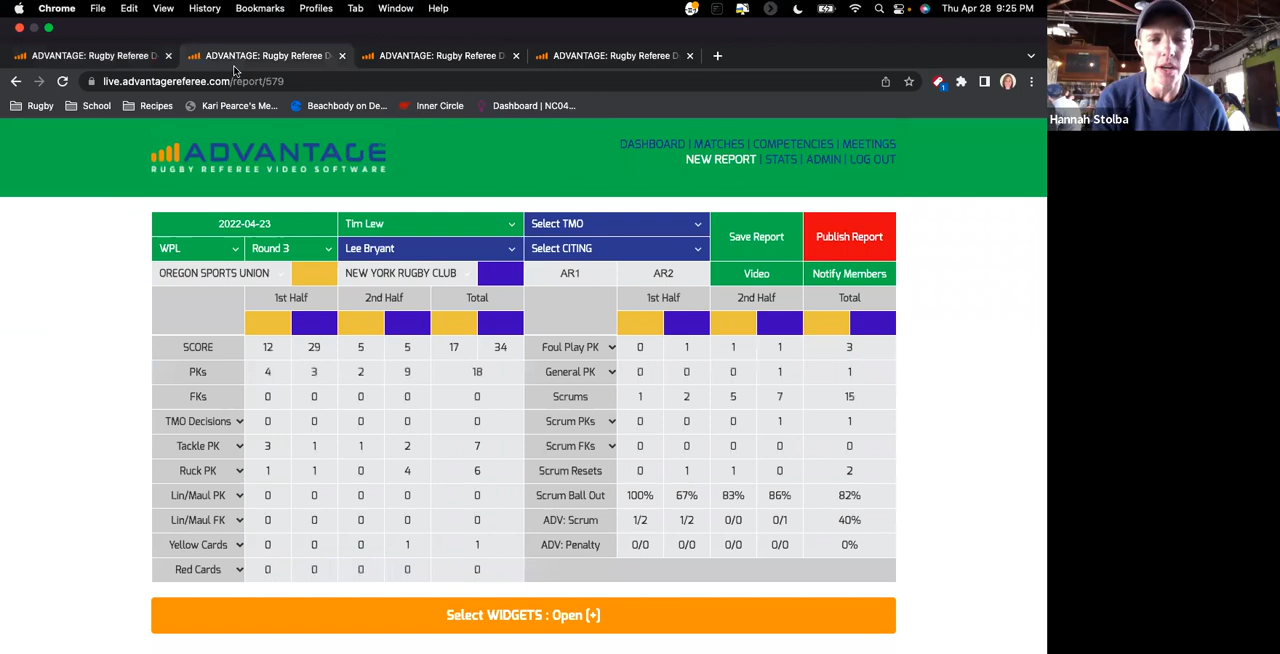 Chrome File Edit View History Bookmarks Profiles Tab Window Help Thu Apr 28 9:25 PM
ADVANTAGE: Rugby Referee D ADVANTAGE: Rugby Referee D ADVANTAGE: Rugby Referee D ADVANTAGE: Rugby Referee D
live.advantagereferee.com/report/579
Rugby School Recipes Kari Pearce's Me... Beachbody on De... Inner Circle Dashboard | NC04...
Hannah Stolba
ADVANTAGE
RUGBY REFEREE VIDEO SOFTWARE
DASHBOARD | MATCHES | COMPETENCIES | MEETINGS
NEW REPORT | STATS | ADMIN | LOG OUT
2022-04-23 Tim Lew Select TMO Save Report Publish Report
WPL Round 3 Lee Bryant Select CITING
OREGON SPORTS UNION NEW YORK RUGBY CLUB AR1 AR2 Video Notify Members
1st Half 2nd Half Total 1st Half 2nd Half Total
SCORE 12 29 5 5 17 34 Foul Play PK 0 1 1 1 3
PKs 4 3 2 9 18 General PK 0 0 0 1 1
FKs 0 0 0 0 0 Scrums 1 2 5 7 15
TMO Decisions 0 0 0 0 0 Scrum PKs 0 0 0 1 1
Tackle PK 3 1 1 2 7 Scrum FKs 0 0 0 0 0
Ruck PK 1 1 0 4 6 Scrum Resets 0 1 1 0 2
Lin/Maul PK 0 0 0 0 0 Scrum Ball Out 100% 67% 83% 86% 82%
Lin/Maul FK 0 0 0 0 0 ADV: Scrum 1/2 1/2 0/0 0/1 40%
Yellow Cards 0 0 0 1 1 ADV: Penalty 0/0 0/0 0/0 0/0 0%
Red Cards 0 0 0 0 0
Select WIDGETS : Open [+]